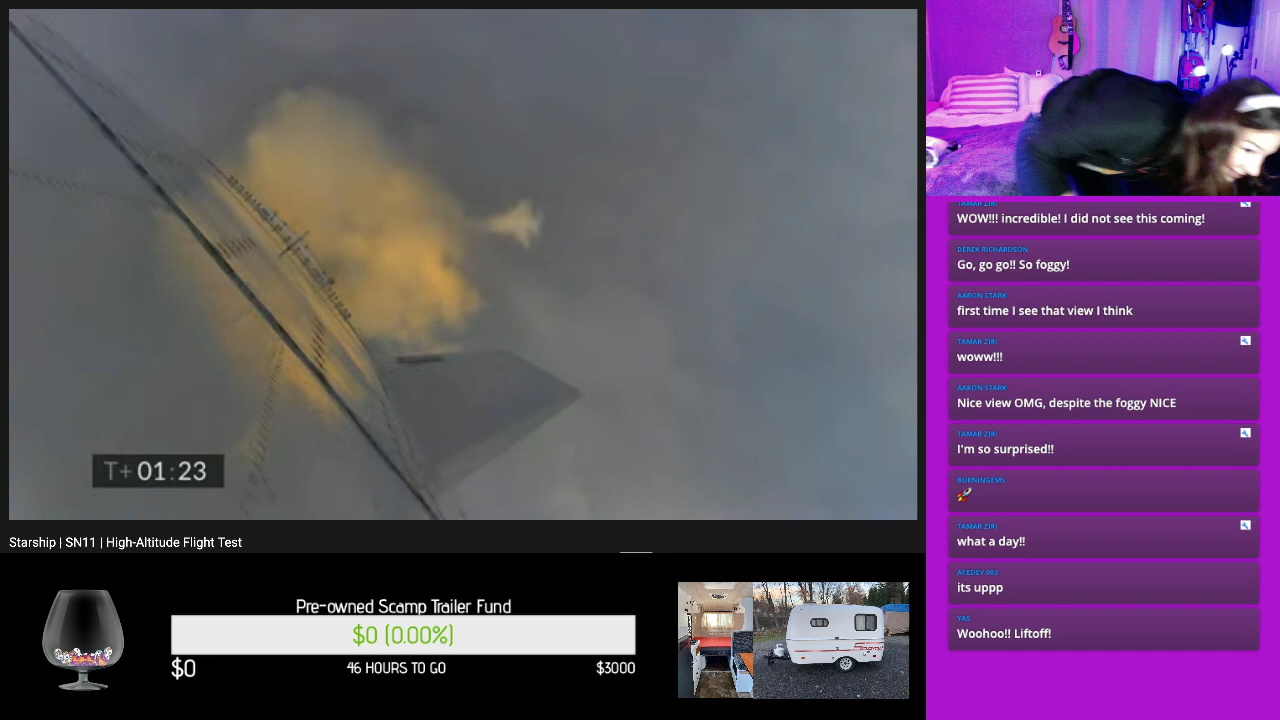 T+ 01:23
Starship | SN11 | High-Altitude Flight Test
Pre-owned Scamp Trailer Fund
$0 (0.00%)
$0
46 HOURS TO GO
$3000
TAMAR ZIRI
WOW!!! incredible! I did not see this coming!
DEREK RICHARDSON
Go, go go!! So foggy!
AARON STARK
first time I see that view I think
TAMAR ZIRI
woww!!!
AARON STARK
Nice view OMG, despite the foggy NICE
TAMAR ZIRI
I'm so surprised!!
BURNINGEMS
TAMAR ZIRI
what a day!!
ACEDEV 003
its uppp
YAS
Woohoo!! Liftoff!